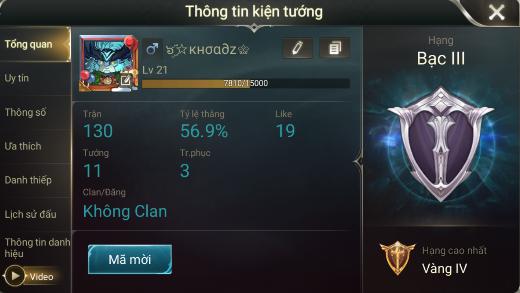 Thông tin kiện tướng
Tổng quan
Uy tín
Thông số
Ưa thích
Danh thiếp
Lịch sử đấu
Thông tin danh hiệu
Video
кнσα∂z
Lv 21
7810/15000
Trận
Tỷ lệ thắng
Like
130
56.9%
19
Tướng
Tr.phục
11
3
Clan/Đảng
Không Clan
Mã mời
Hạng
Bạc III
Hạng cao nhất
Vàng IV